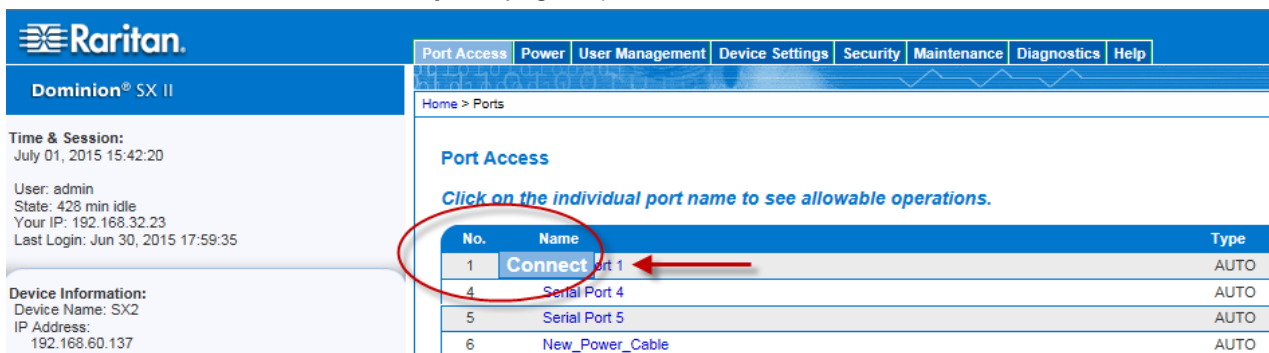 Raritan.
Port Access Power User Management Device Settings Security Maintenance Diagnostics Help
Dominion® SX II
Home > Ports
Time & Session:
July 01, 2015 15:42:20
User: admin
State: 428 min idle
Your IP: 192.168.32.23
Last Login: Jun 30, 2015 17:59:35
Device Information:
Device Name: SX2
IP Address:
192.168.60.137
Port Access
Click on the individual port name to see allowable operations.
No. Name Type
1 Connect ort 1 AUTO
4 Serial Port 4 AUTO
5 Serial Port 5 AUTO
6 New_Power_Cable AUTO